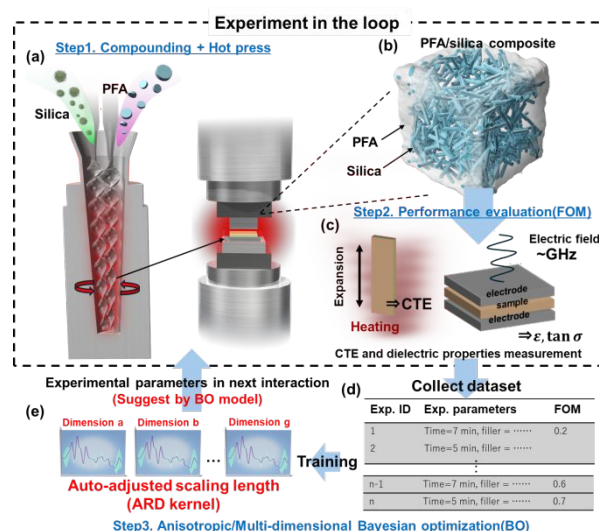 Experiment in the loop
(a)
Step1. Compounding + Hot press
PFA
Silica
(b)
PFA/silica composite
PFA
Silica
Step2. Performance evaluation(FOM)
(c)
Expansion
⇒CTE
Heating
Electric field
~GHz
electrode
sample
electrode
⇒ε, tan σ
CTE and dielectric properties measurement
Experimental parameters in next interaction
(Suggest by BO model)
Collect dataset
(d)
Exp. ID Exp. parameters FOM
1 Time=7 min, filler = ⋯⋯ 0.2
2 Time=5 min, filler = ⋯⋯
⋮
n-1 Time=7 min, filler = ⋯⋯ 0.6
n Time=5 min, filler = ⋯⋯ 0.7
(e)
Dimension a Dimension b ⋯ Dimension g
Training
Auto-adjusted scaling length
(ARD kernel)
Step3. Anisotropic/Multi-dimensional Bayesian optimization(BO)